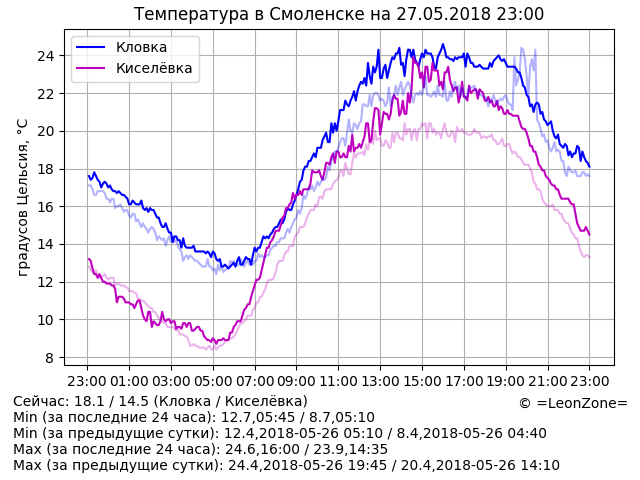 Температура в Смоленске на 27.05.2018 23:00
Кловка
Киселёвка
градусов Цельсия, °C
24
22
20
18
16
14
12
10
8
23:00 01:00 03:00 05:00 07:00 09:00 11:00 13:00 15:00 17:00 19:00 21:00 23:00
Сейчас: 18.1 / 14.5 (Кловка / Киселёвка)
© =LeonZone=
Min (за последние 24 часа): 12.7,05:45 / 8.7,05:10
Min (за предыдущие сутки): 12.4,2018-05-26 05:10 / 8.4,2018-05-26 04:40
Max (за последние 24 часа): 24.6,16:00 / 23.9,14:35
Max (за предыдущие сутки): 24.4,2018-05-26 19:45 / 20.4,2018-05-26 14:10